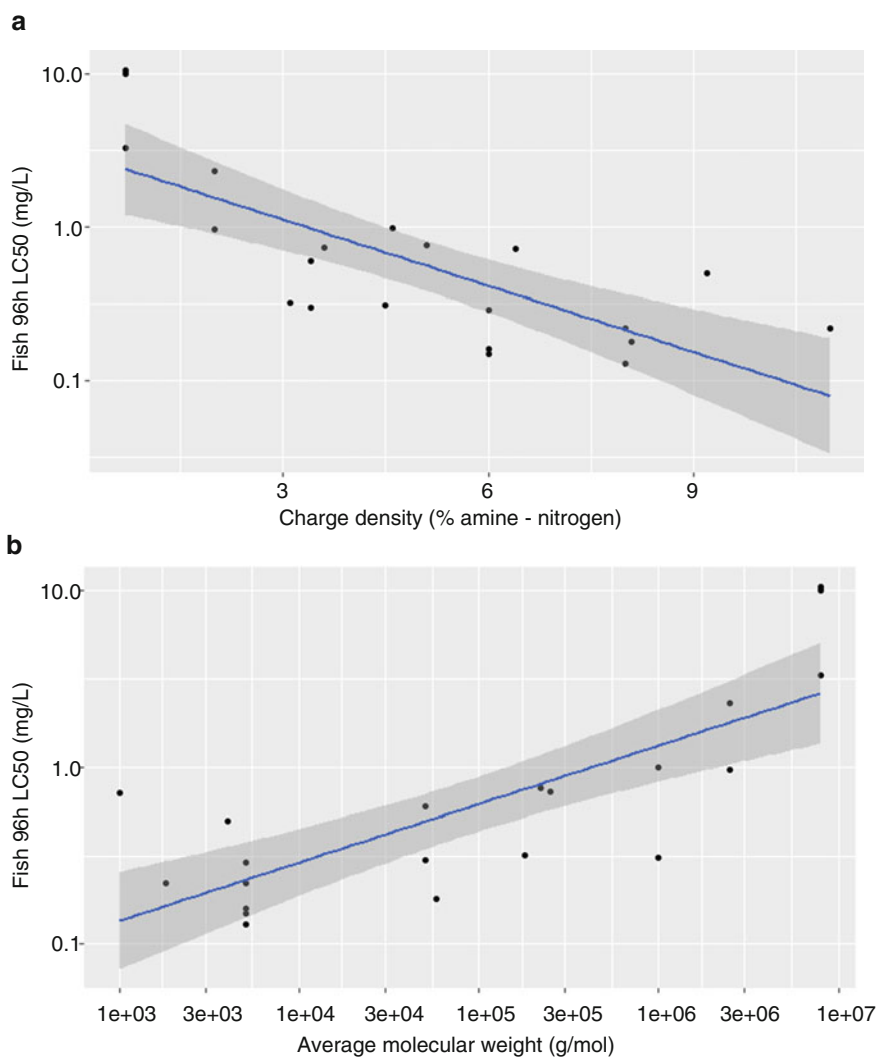 a
10.0
1.0
0.1
Fish 96h LC50 (mg/L)
3 6 9
Charge density (% amine - nitrogen)
b
10.0
1.0
0.1
Fish 96h LC50 (mg/L)
1e+03 3e+03 1e+04 3e+04 1e+05 3e+05 1e+06 3e+06 1e+07
Average molecular weight (g/mol)